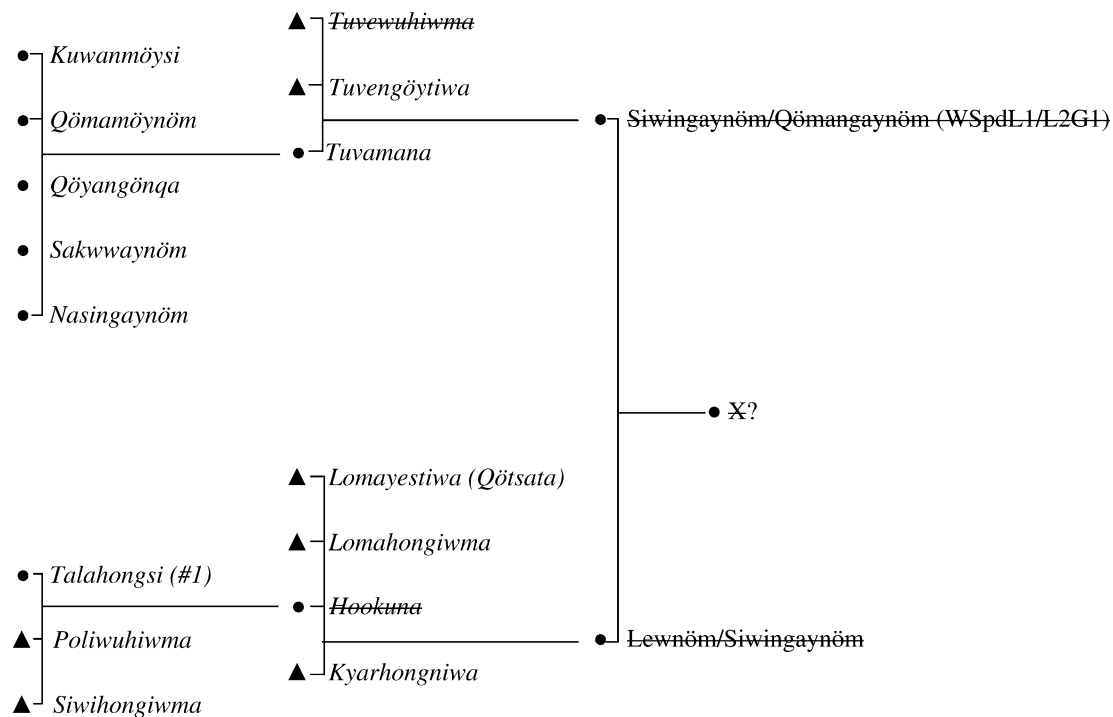 Tuvewuhiwma
Kuwanmöysi
Tuvengöytiwa
Qömamöynöm
Siwingaynöm/Qömangaynöm (WSpdL1/L2G1)
Tuvamana
Qöyangönqa
Sakwwaynöm
Nasingaynöm
X?
Lomayestiwa (Qötsata)
Lomahongiwma
Talahongsi (#1)
Hookuna
Poliwuhiwma
Lewnöm/Siwingaynöm
Kyarhongniwa
Siwihongiwma